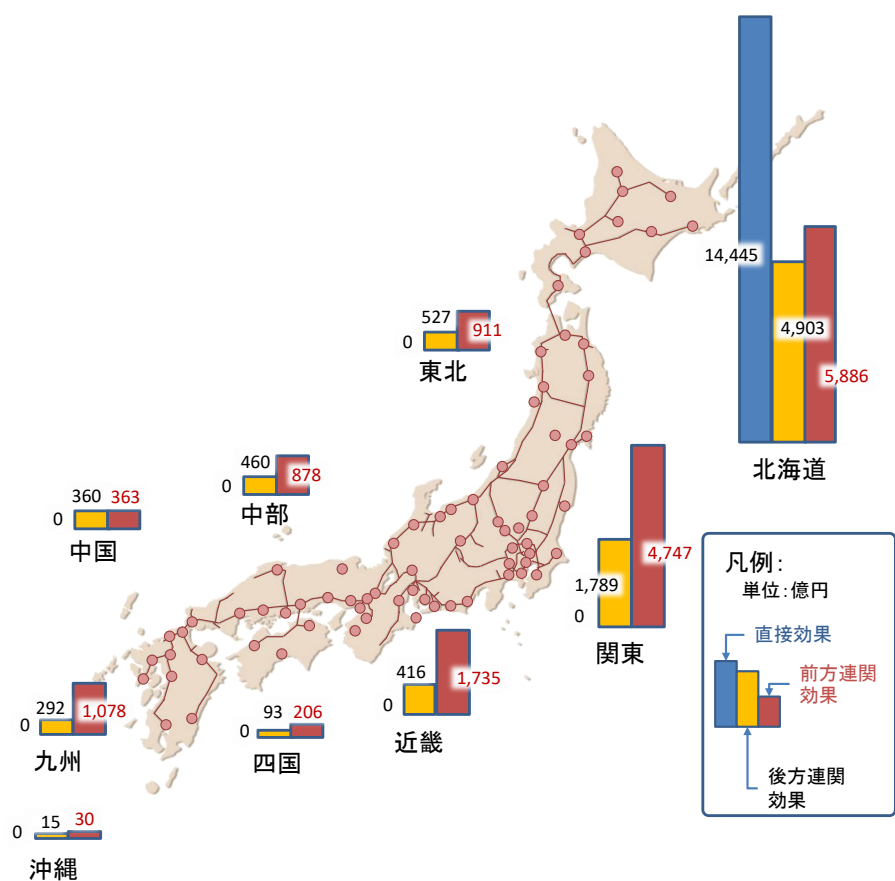 14,445
4,903
5,886
北海道
527
0
911
東北
460
0
878
中部
360
363
0
中国
1,789
4,747
0
関東
凡例：
単位：億円
直接効果
前方連関
効果
後方連関
効果
416
1,735
0
近畿
93
206
0
四国
292
1,078
0
九州
15
30
0
沖縄